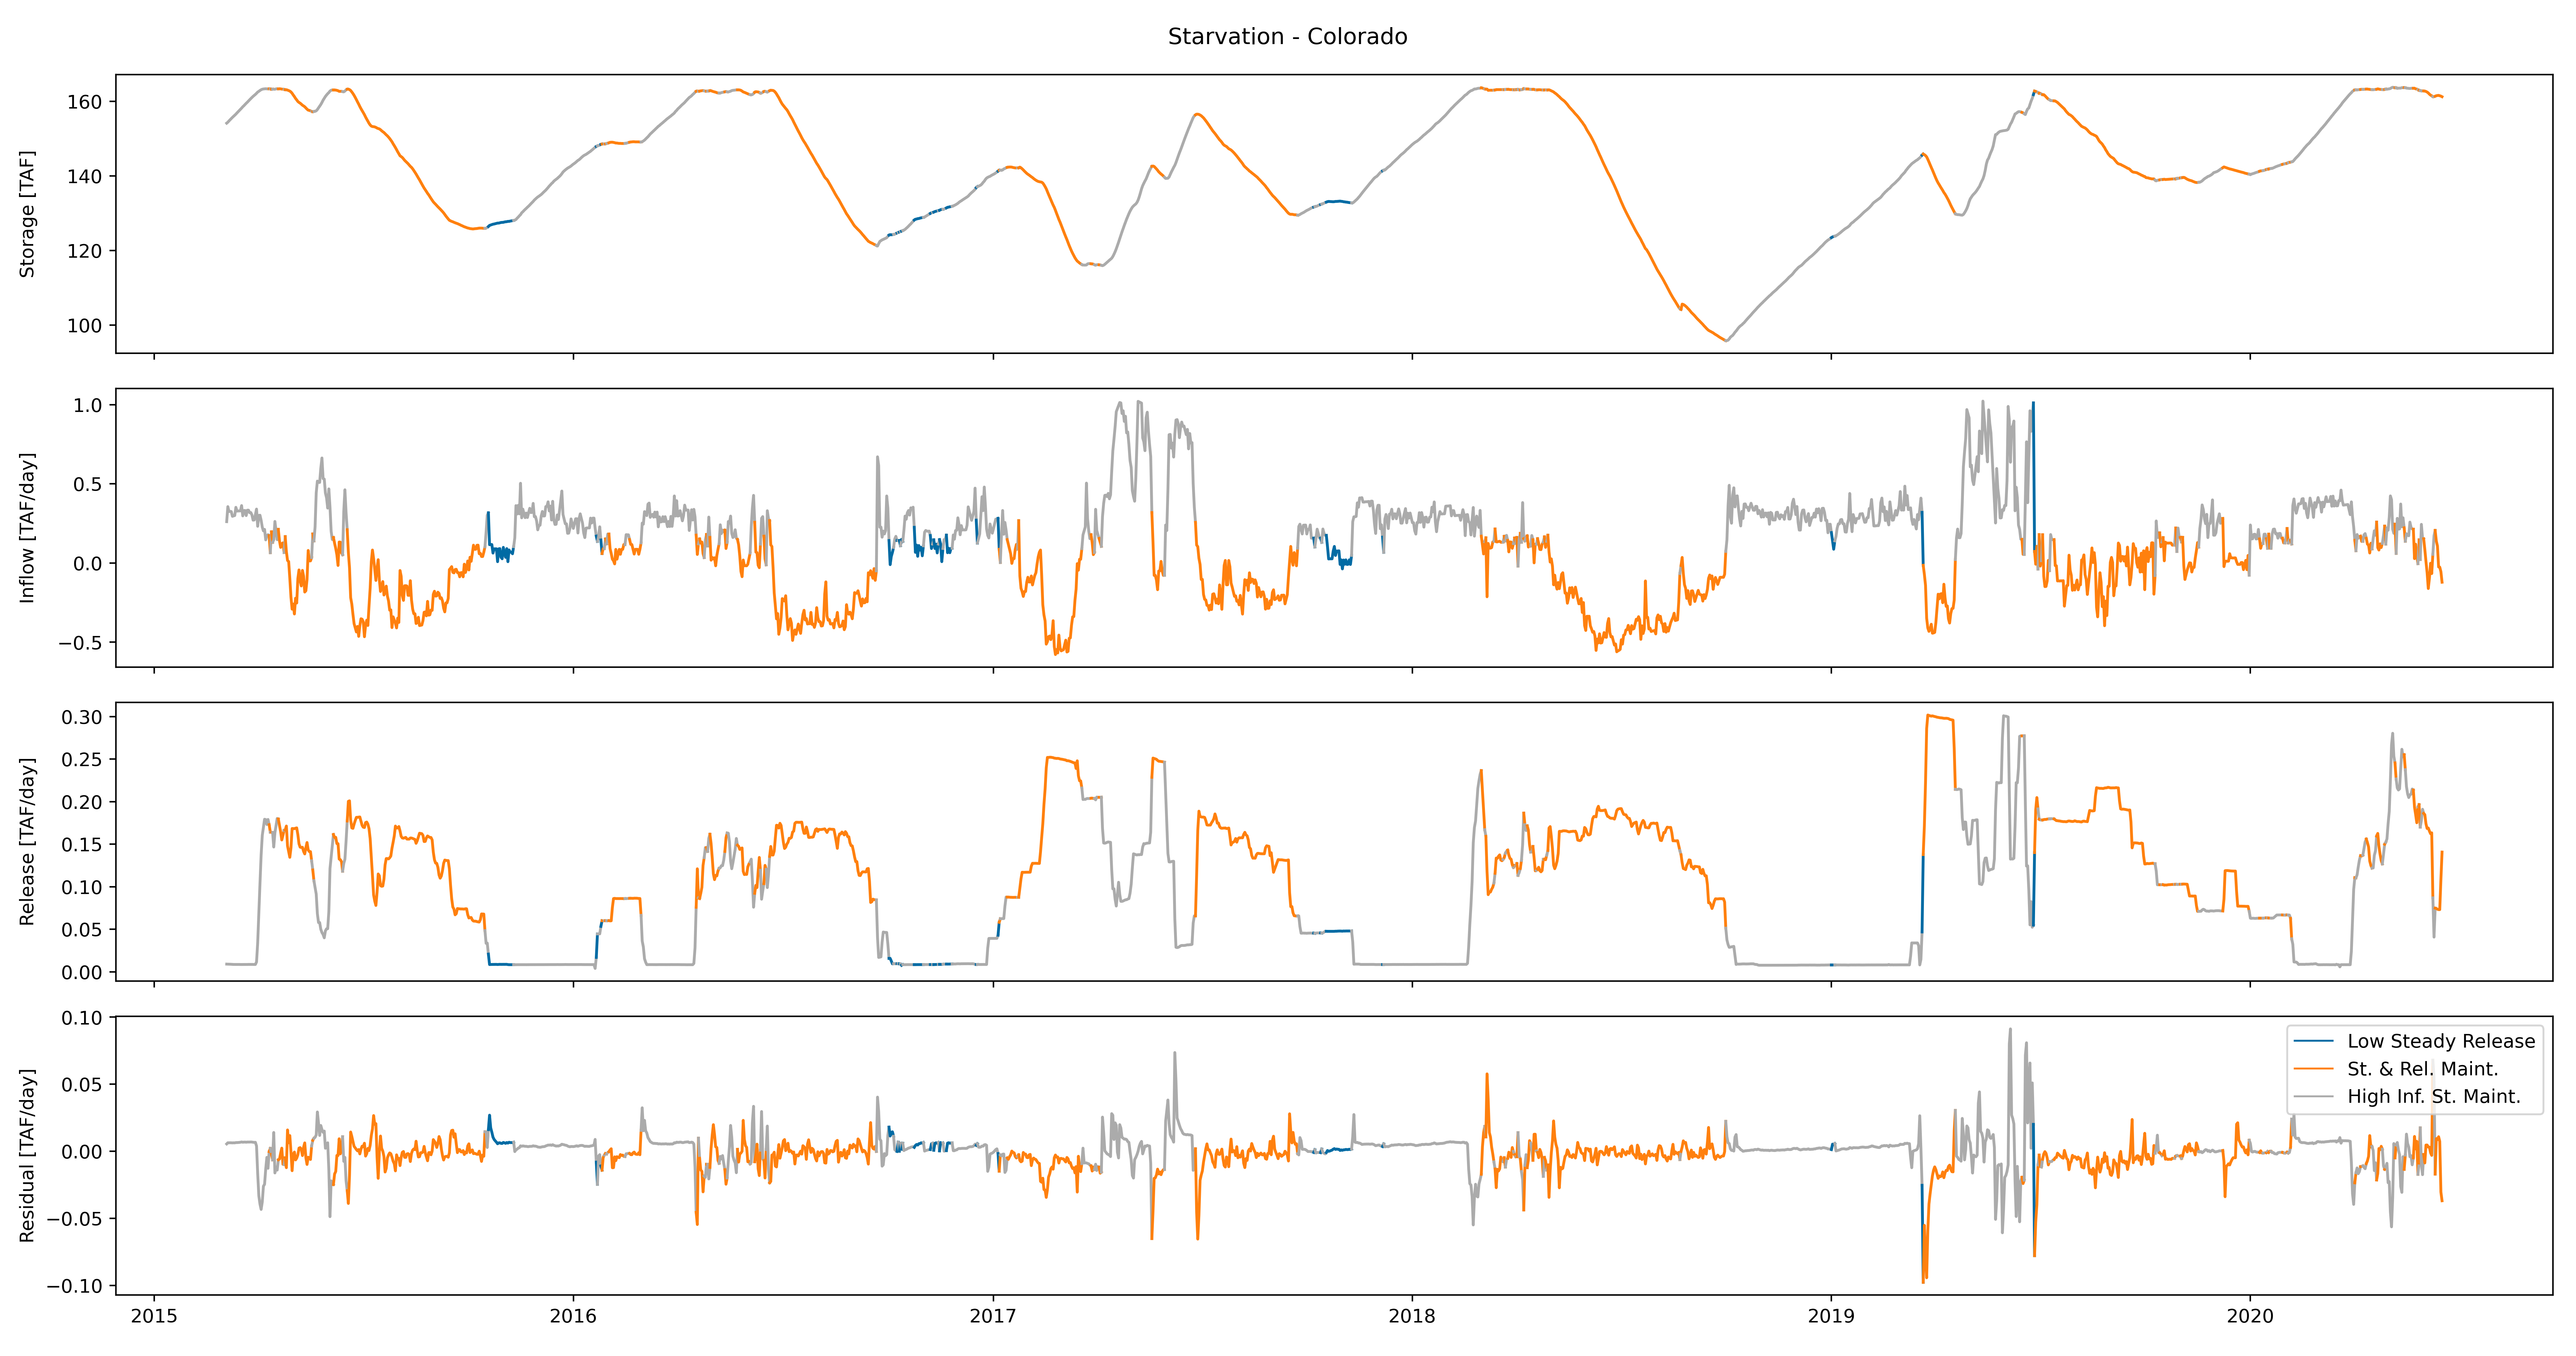 Starvation - Colorado
Storage [TAF]
160
140
120
100
Inflow [TAF/day]
1.0
0.5
0.0
−0.5
Release [TAF/day]
0.30
0.25
0.20
0.15
0.10
0.05
0.00
Residual [TAF/day]
0.10
0.05
0.00
−0.05
−0.10
Low Steady Release
St. & Rel. Maint.
High Inf. St. Maint.
2015 2016 2017 2018 2019 2020